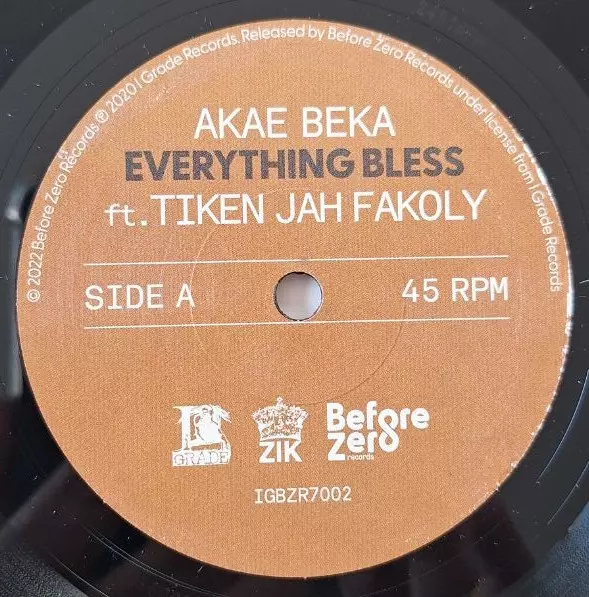 © 2022 Before Zero Records ℗ 2020 I Grade Records. Released by Before Zero Records under license from I Grade Records
AKAE BEKA
EVERYTHING BLESS
ft. TIKEN JAH FAKOLY
SIDE A
45 RPM
I GRADE
ZIK
Before
Zero
records
IGBZR7002